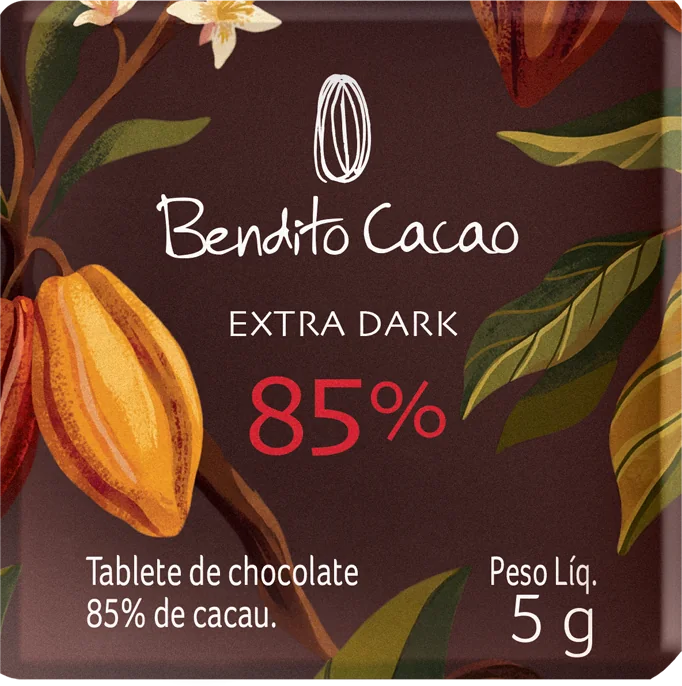 Bendito Cacao
EXTRA DARK
85%
Tablete de chocolate
85% de cacau.
Peso Líq.
5 g